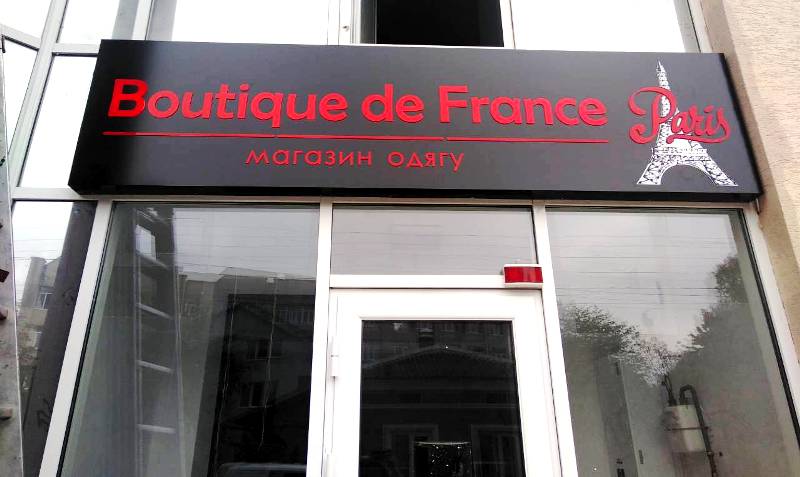 Boutique de France
Paris
магазин одягу